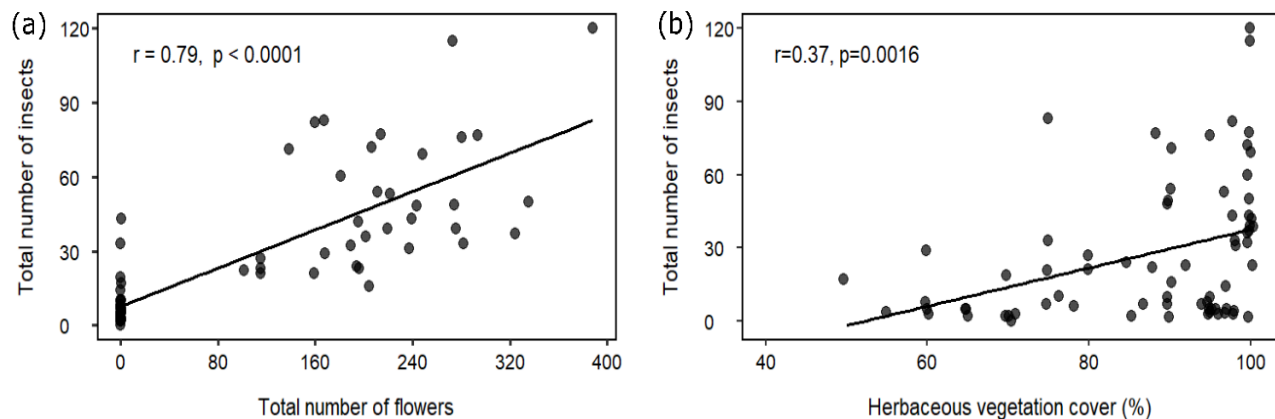 (a)
r = 0.79, p < 0.0001
Total number of insects
120
90
60
30
0
0 80 160 240 320 400
Total number of flowers
(b)
r=0.37, p=0.0016
Total number of insects
120
90
60
30
0
40 60 80 100
Herbaceous vegetation cover (%)